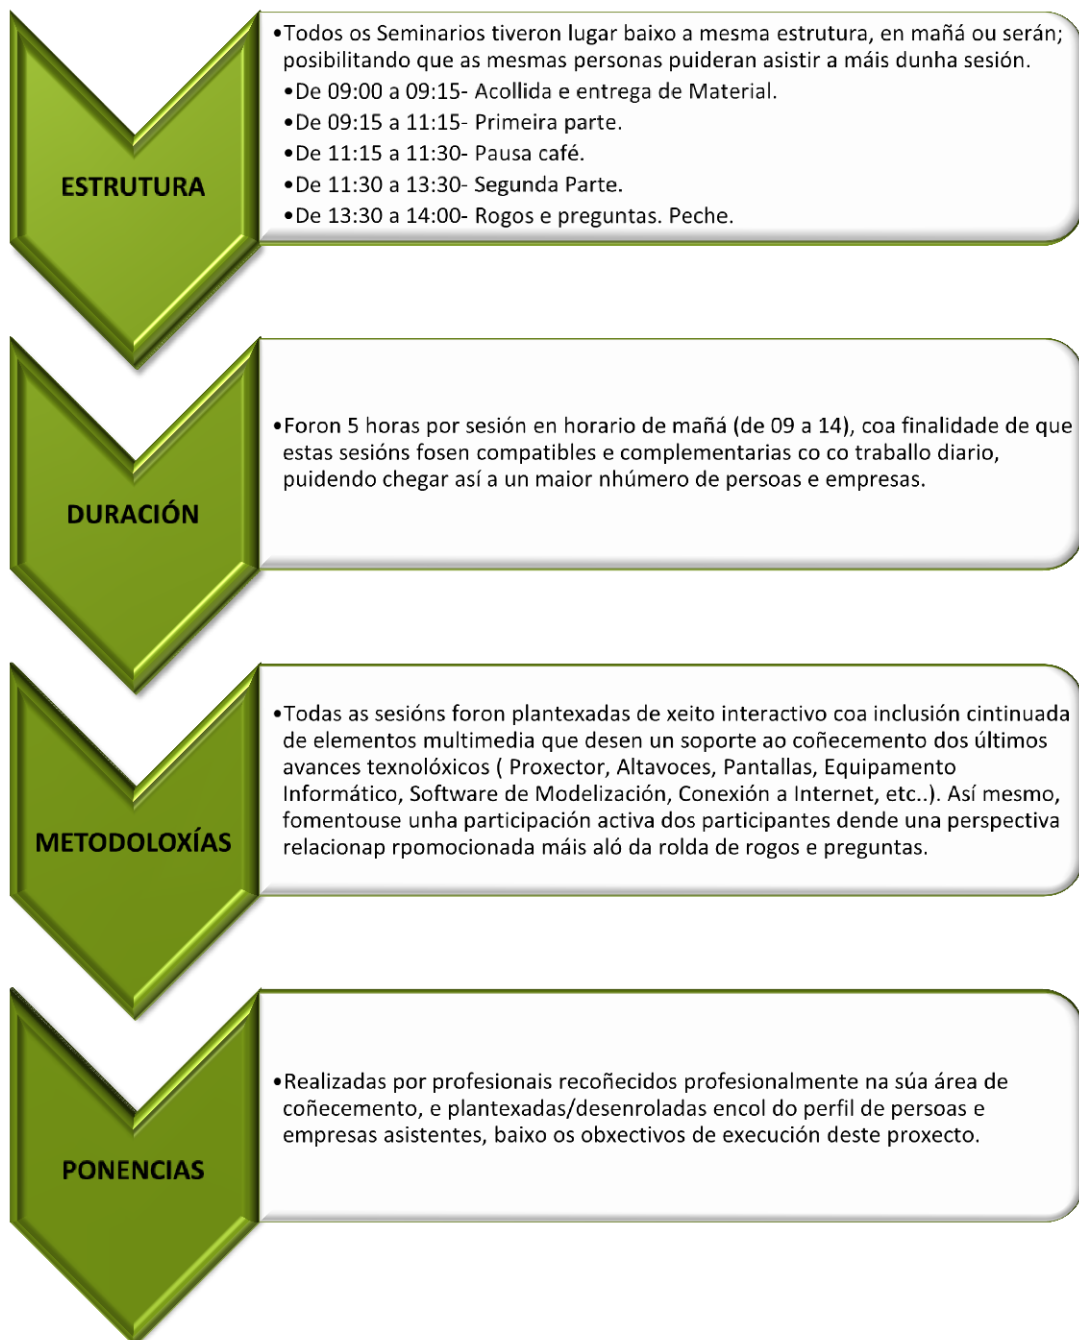 ESTRUTURA
•Todos os Seminarios tiveron lugar baixo a mesma estrutura, en mañá ou serán;
posibilitando que as mesmas personas puideran asistir a máis dunha sesión.
•De 09:00 a 09:15- Acollida e entrega de Material.
•De 09:15 a 11:15- Primeira parte.
•De 11:15 a 11:30- Pausa café.
•De 11:30 a 13:30- Segunda Parte.
•De 13:30 a 14:00- Rogos e preguntas. Peche.
DURACIÓN
•Foron 5 horas por sesión en horario de mañá (de 09 a 14), coa finalidade de que
estas sesións fosen compatibles e complementarias co co traballo diario,
puidendo chegar así a un maior nhúmero de persoas e empresas.
METODOLOXÍAS
•Todas as sesións foron plantexadas de xeito interactivo coa inclusión cintinuada
de elementos multimedia que desen un soporte ao coñecemento dos últimos
avances texnolóxicos ( Proxector, Altavoces, Pantallas, Equipamento
Informático, Software de Modelización, Conexión a Internet, etc..). Así mesmo,
fomentouse unha participación activa dos participantes dende una perspectiva
relacionap rpomocionada máis aló da rolda de rogos e preguntas.
PONENCIAS
•Realizadas por profesionais recoñecidos profesionalmente na súa área de
coñecemento, e plantexadas/desenroladas encol do perfil de persoas e
empresas asistentes, baixo os obxectivos de execución deste proxecto.